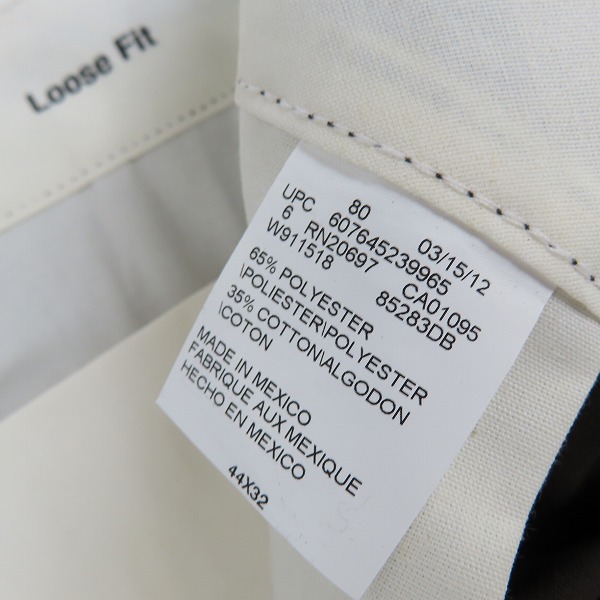 Loose Fit
80 03/15/12
UPC 607645239965
6 RN20697 CA01095
W911518 85283DB
65% POLYESTER
\POLIESTER\POLYESTER
35% COTTON\ALGODON
\COTON
MADE IN MEXICO
FABRIQUE AUX MEXIQUE
HECHO EN MEXICO
44X32